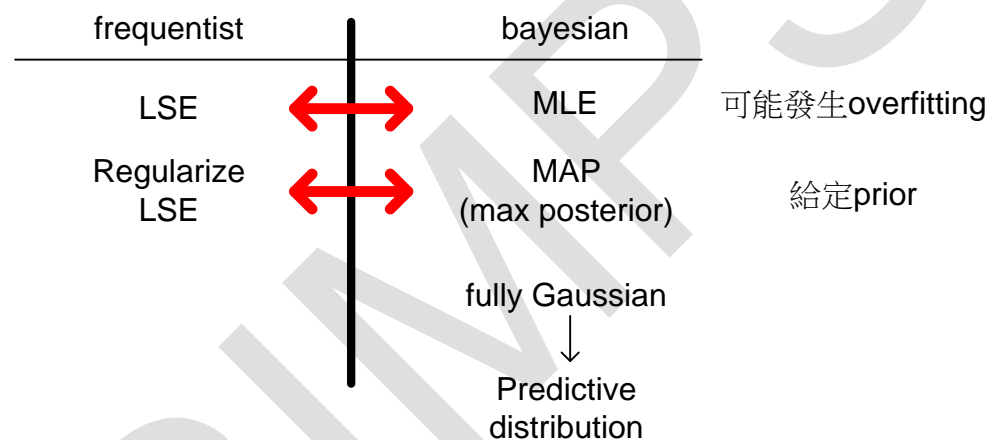 frequentist bayesian
LSE MLE 可能發生overfitting
Regularize
LSE
MAP
(max posterior)
給定prior
fully Gaussian
Predictive
distribution